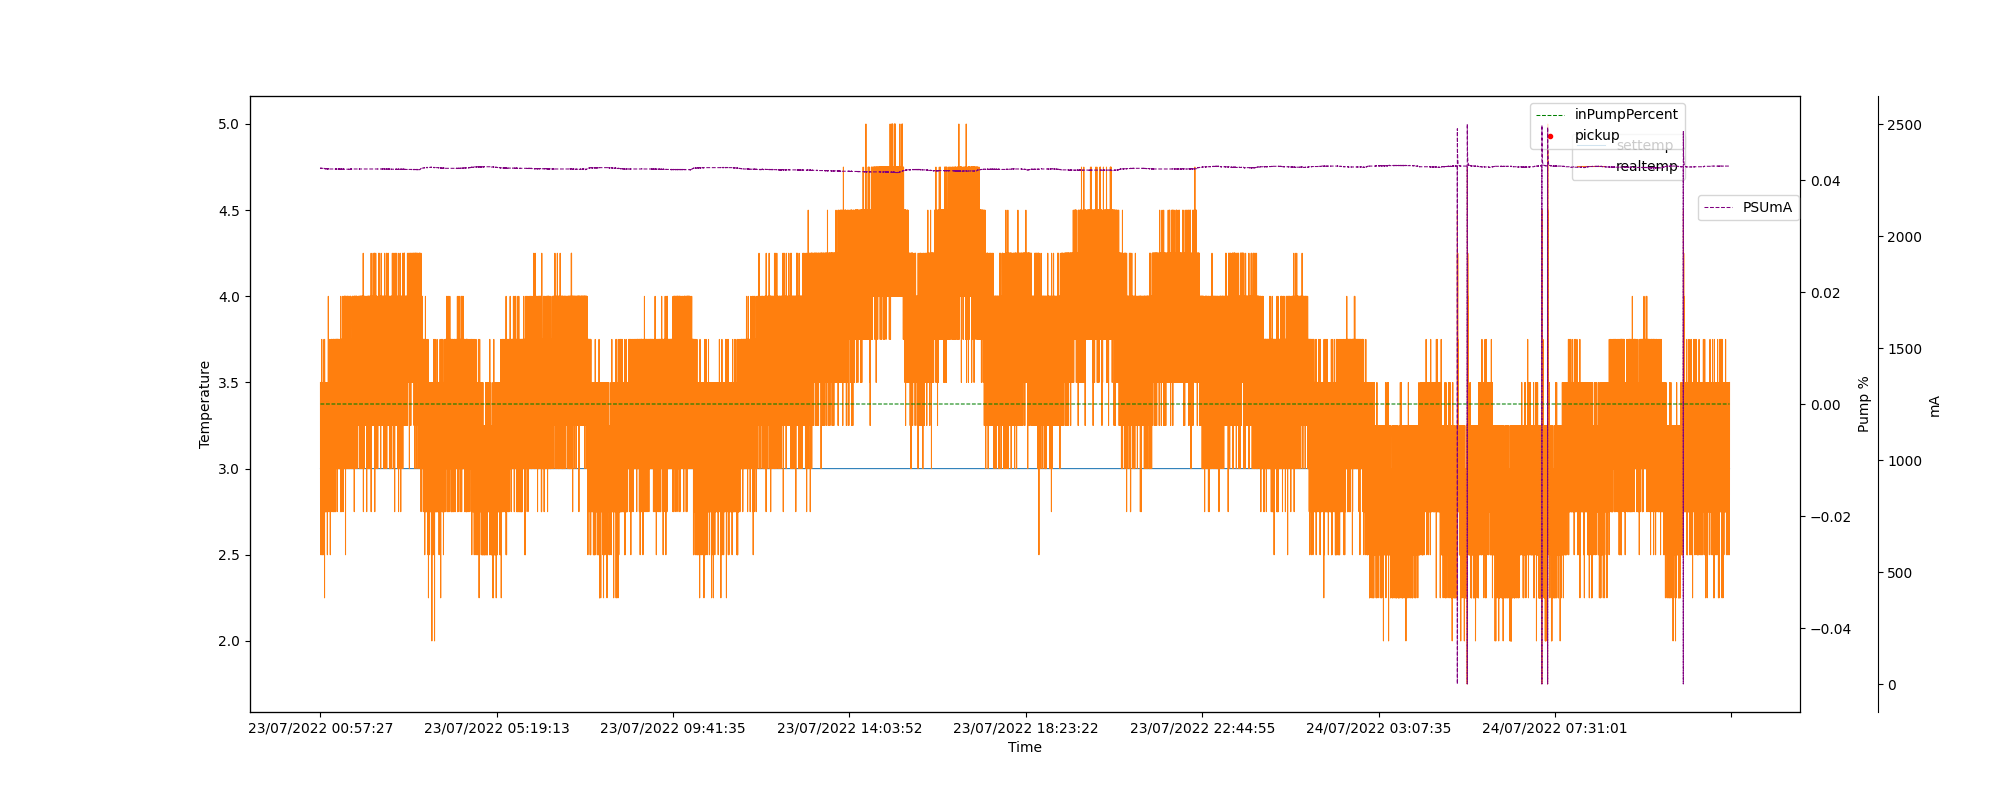 inPumpPercent
pickup
settemp
realtemp
PSUmA
5.0
4.5
4.0
3.5
3.0
2.5
2.0
Temperature
0.04
0.02
0.00
−0.02
−0.04
Pump %
2500
2000
1500
1000
500
0
mA
23/07/2022 00:57:27
23/07/2022 05:19:13
23/07/2022 09:41:35
23/07/2022 14:03:52
23/07/2022 18:23:22
23/07/2022 22:44:55
24/07/2022 03:07:35
24/07/2022 07:31:01
Time